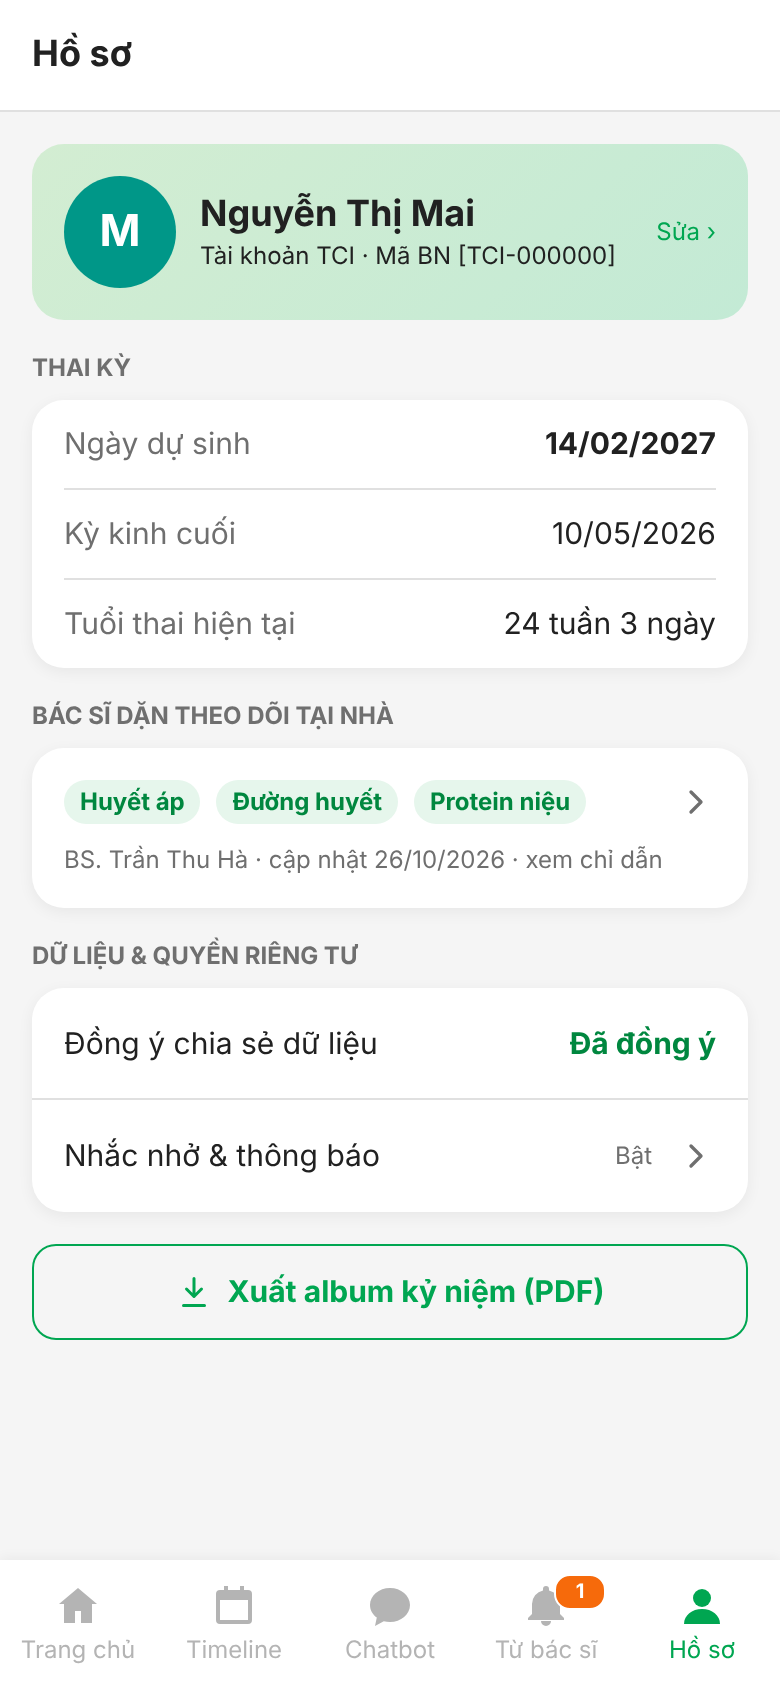 Hồ sơ
M
Nguyễn Thị Mai
Tài khoản TCI · Mã BN [TCI-000000]
Sửa ›
THAI KỲ
Ngày dự sinh 14/02/2027
Kỳ kinh cuối 10/05/2026
Tuổi thai hiện tại 24 tuần 3 ngày
BÁC SĨ DẶN THEO DÕI TẠI NHÀ
Huyết áp Đường huyết Protein niệu
BS. Trần Thu Hà · cập nhật 26/10/2026 · xem chỉ dẫn
DỮ LIỆU & QUYỀN RIÊNG TƯ
Đồng ý chia sẻ dữ liệu Đã đồng ý
Nhắc nhở & thông báo Bật
Xuất album kỷ niệm (PDF)
1
Trang chủ Timeline Chatbot Từ bác sĩ Hồ sơ